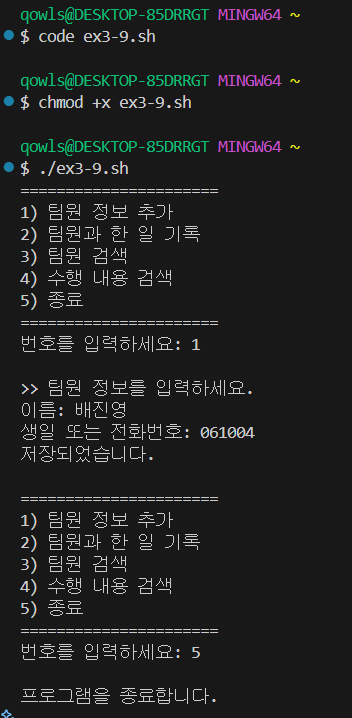 qowls@DESKTOP-85DRRGT MINGW64 ~
$ code ex3-9.sh
qowls@DESKTOP-85DRRGT MINGW64 ~
$ chmod +x ex3-9.sh
qowls@DESKTOP-85DRRGT MINGW64 ~
$ ./ex3-9.sh
======================
1) 팀원 정보 추가
2) 팀원과 한 일 기록
3) 팀원 검색
4) 수행 내용 검색
5) 종료
======================
번호를 입력하세요: 1
>> 팀원 정보를 입력하세요.
이름: 배진영
생일 또는 전화번호: 061004
저장되었습니다.
======================
1) 팀원 정보 추가
2) 팀원과 한 일 기록
3) 팀원 검색
4) 수행 내용 검색
5) 종료
======================
번호를 입력하세요: 5
프로그램을 종료합니다.